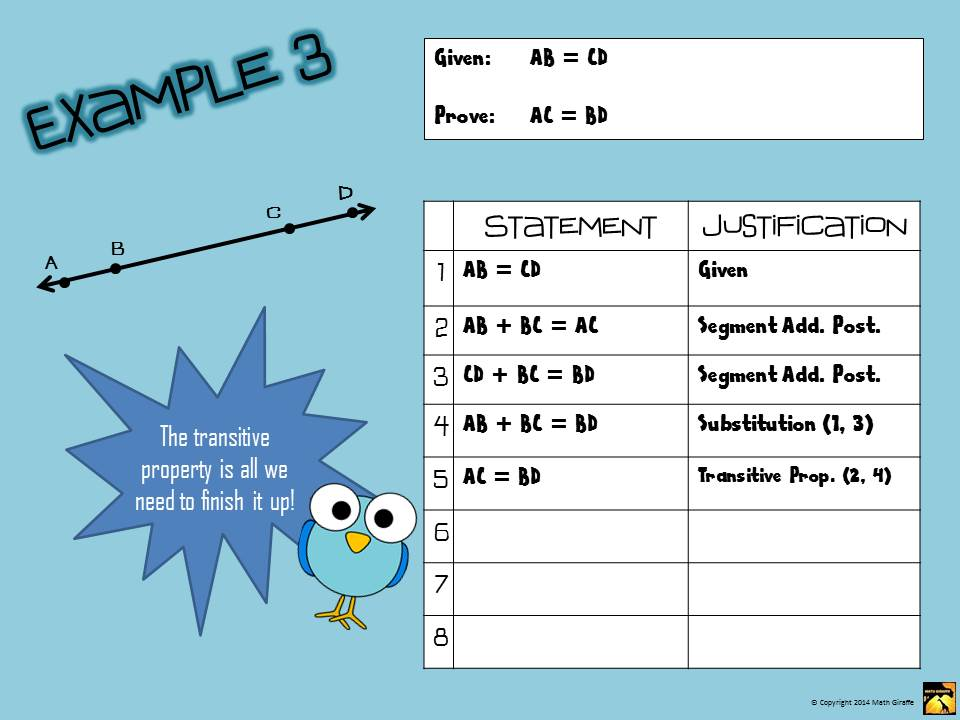 EXAMPLE 3
Given: AB = CD
Prove: AC = BD
A
B
C
D
STATEMENT JUSTIFICATION
1 AB = CD Given
2 AB + BC = AC Segment Add. Post.
3 CD + BC = BD Segment Add. Post.
4 AB + BC = BD Substitution (1, 3)
5 AC = BD Transitive Prop. (2, 4)
6
7
8
The transitive
property is all we
need to finish it up!
© Copyright 2014 Math Giraffe
MATH GIRAFFE